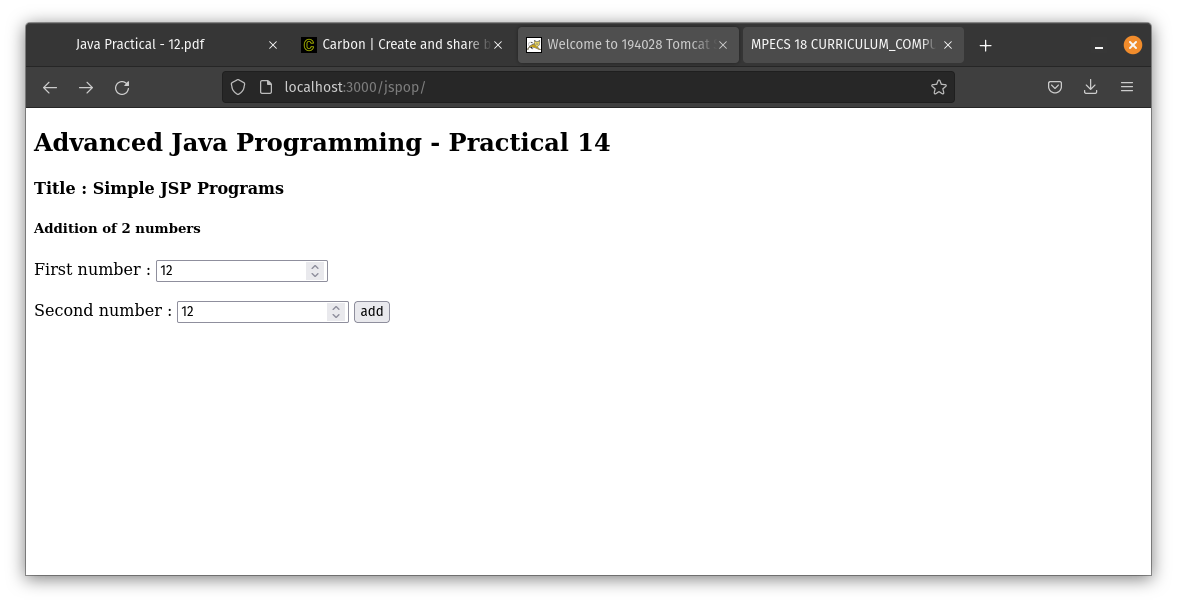 Java Practical - 12.pdf
Carbon | Create and share
Welcome to 194028 Tomcat
MPECS 18 CURRICULUM_COMPU
localhost:3000/jspop/
Advanced Java Programming - Practical 14
Title : Simple JSP Programs
Addition of 2 numbers
First number : 12
Second number : 12 add